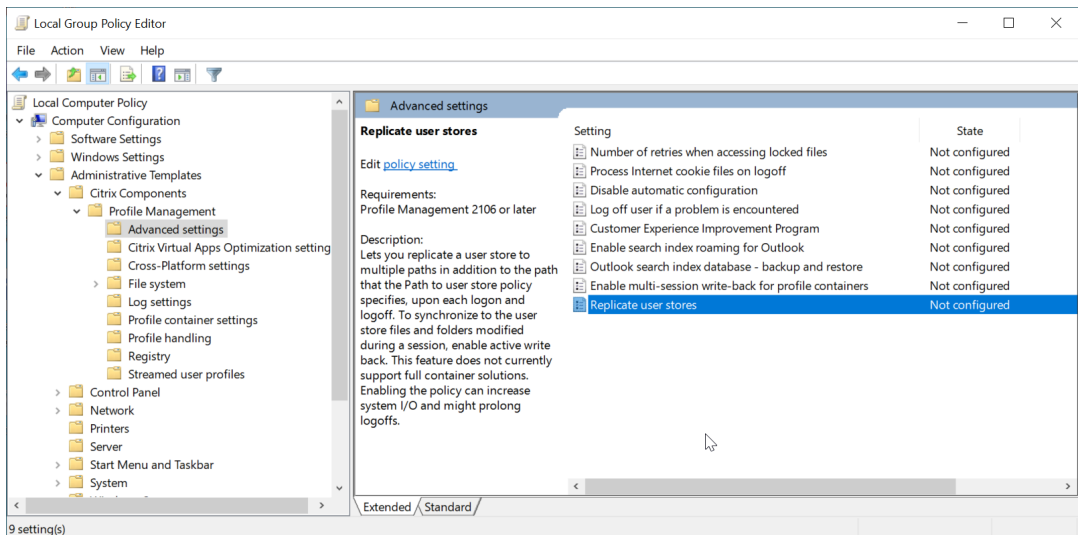 Local Group Policy Editor
File Action View Help
Local Computer Policy
Computer Configuration
Software Settings
Windows Settings
Administrative Templates
Citrix Components
Profile Management
Advanced settings
Citrix Virtual Apps Optimization setting
Cross-Platform settings
File system
Log settings
Profile container settings
Profile handling
Registry
Streamed user profiles
Control Panel
Network
Printers
Server
Start Menu and Taskbar
System
Advanced settings
Replicate user stores
Edit policy setting
Requirements:
Profile Management 2106 or later
Description:
Lets you replicate a user store to
multiple paths in addition to the path
that the Path to user store policy
specifies, upon each logon and
logoff. To synchronize to the user
store files and folders modified
during a session, enable active write
back. This feature does not currently
support full container solutions.
Enabling the policy can increase
system I/O and might prolong
logoffs.
Setting State
Number of retries when accessing locked files Not configured
Process Internet cookie files on logoff Not configured
Disable automatic configuration Not configured
Log off user if a problem is encountered Not configured
Customer Experience Improvement Program Not configured
Enable search index roaming for Outlook Not configured
Outlook search index database - backup and restore Not configured
Enable multi-session write-back for profile containers Not configured
Replicate user stores Not configured
Extended Standard
9 setting(s)